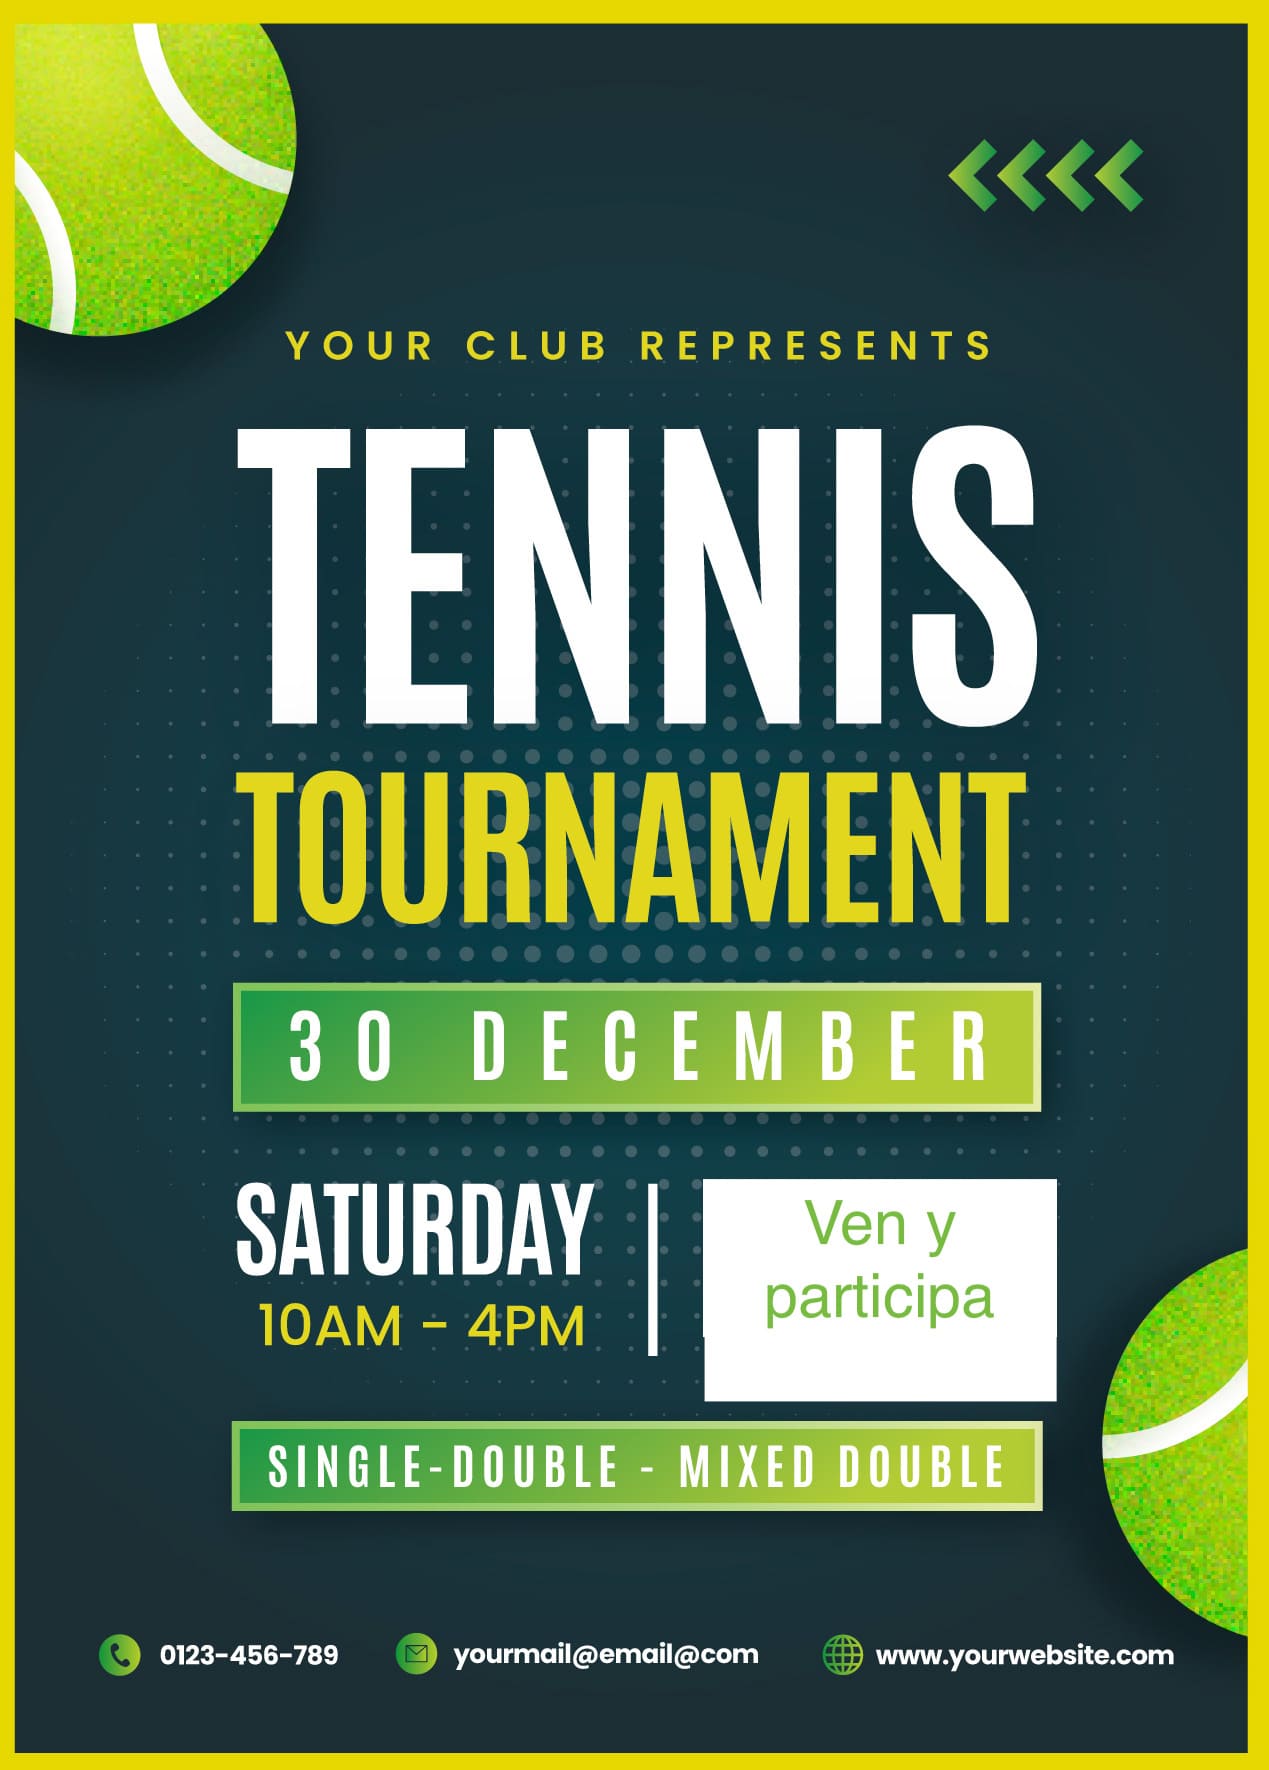 YOUR CLUB REPRESENTS
TENNIS
TOURNAMENT
30 DECEMBER
SATURDAY
10AM - 4PM
Ven y
participa
SINGLE-DOUBLE - MIXED DOUBLE
0123-456-789
yourmail@email@com
www.yourwebsite.com